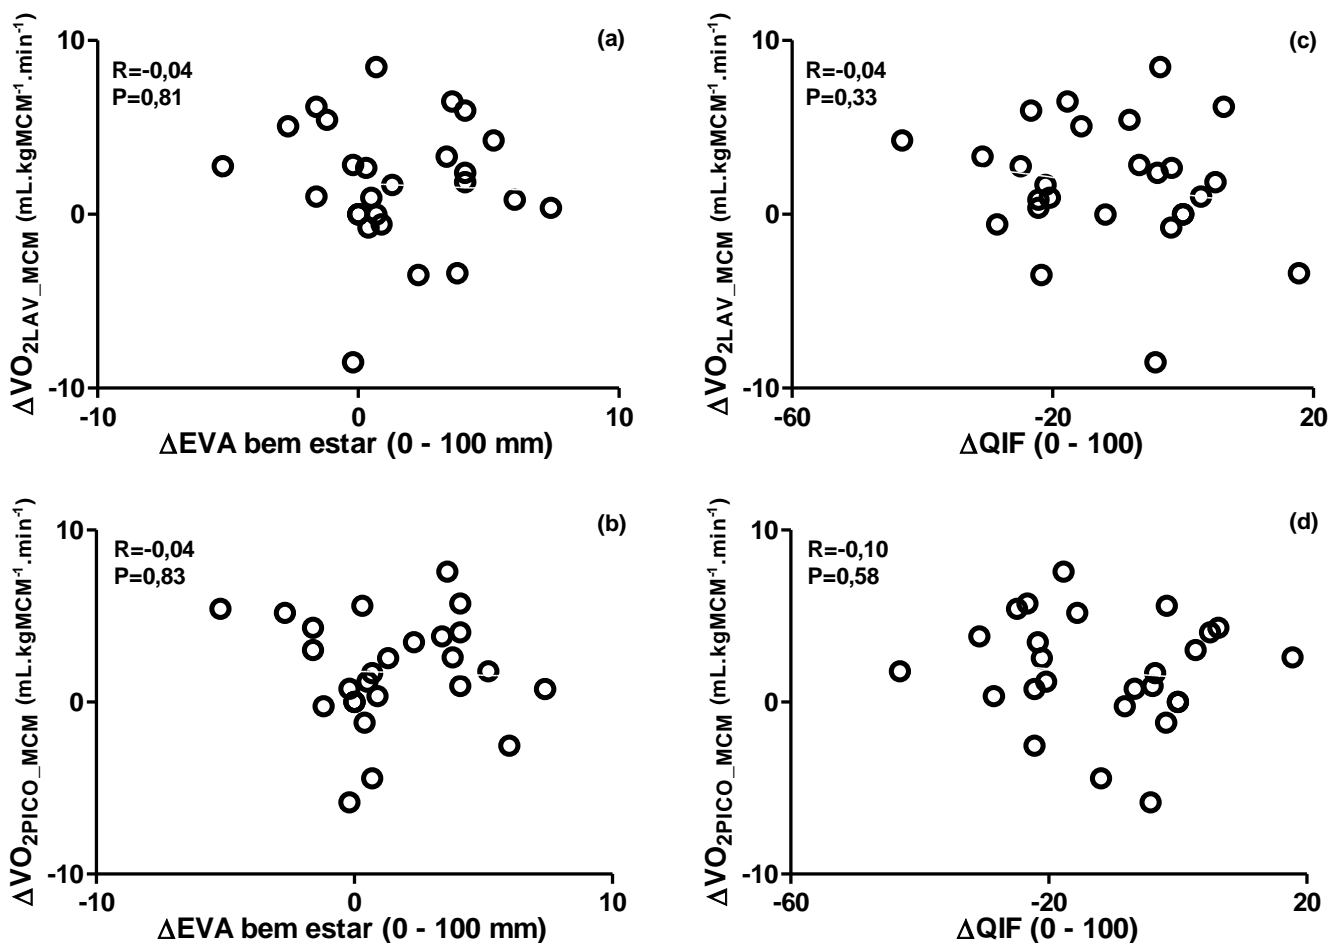 (a)
R=-0,04
P=0,81
ΔVO2LAV_MCM (mL.kgMCM-1.min-1)
10
0
-10
-10 0 10
ΔEVA bem estar (0 - 100 mm)
(c)
R=-0,04
P=0,33
ΔVO2LAV_MCM (mL.kgMCM-1.min-1)
10
0
-10
-60 -20 20
ΔQIF (0 - 100)
(b)
R=-0,04
P=0,83
ΔVO2PICO_MCM (mL.kgMCM-1.min-1)
10
0
-10
-10 0 10
ΔEVA bem estar (0 - 100 mm)
(d)
R=-0,10
P=0,58
ΔVO2PICO_MCM (mL.kgMCM-1.min-1)
10
0
-10
-60 -20 20
ΔQIF (0 - 100)